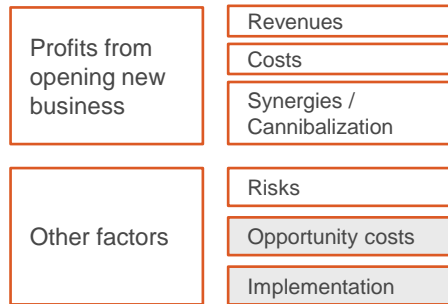 Profits from
opening new
business
Revenues
Costs
Synergies /
Cannibalization
Other factors
Risks
Opportunity costs
Implementation